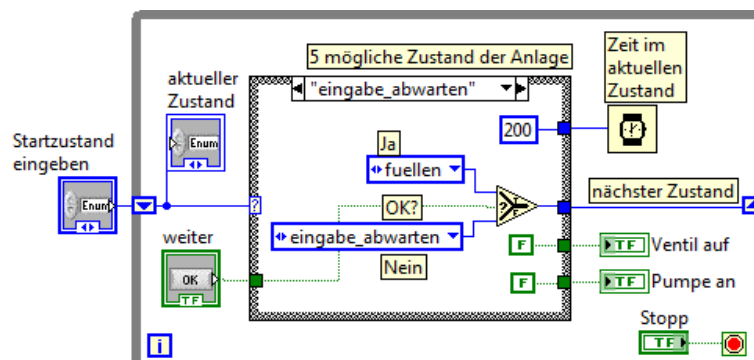 5 mögliche Zustand der Anlage
Zeit im
aktuellen
Zustand
aktueller
Zustand
"eingabe_abwarten"
Enum
200
Startzustand
eingeben
Enum
Ja
fuellen
?
OK?
?
F
nächster Zustand
weiter
eingabe_abwarten
Nein
OK
TF
F
TF
Ventil auf
F
TF
Pumpe an
Stopp
TF
i